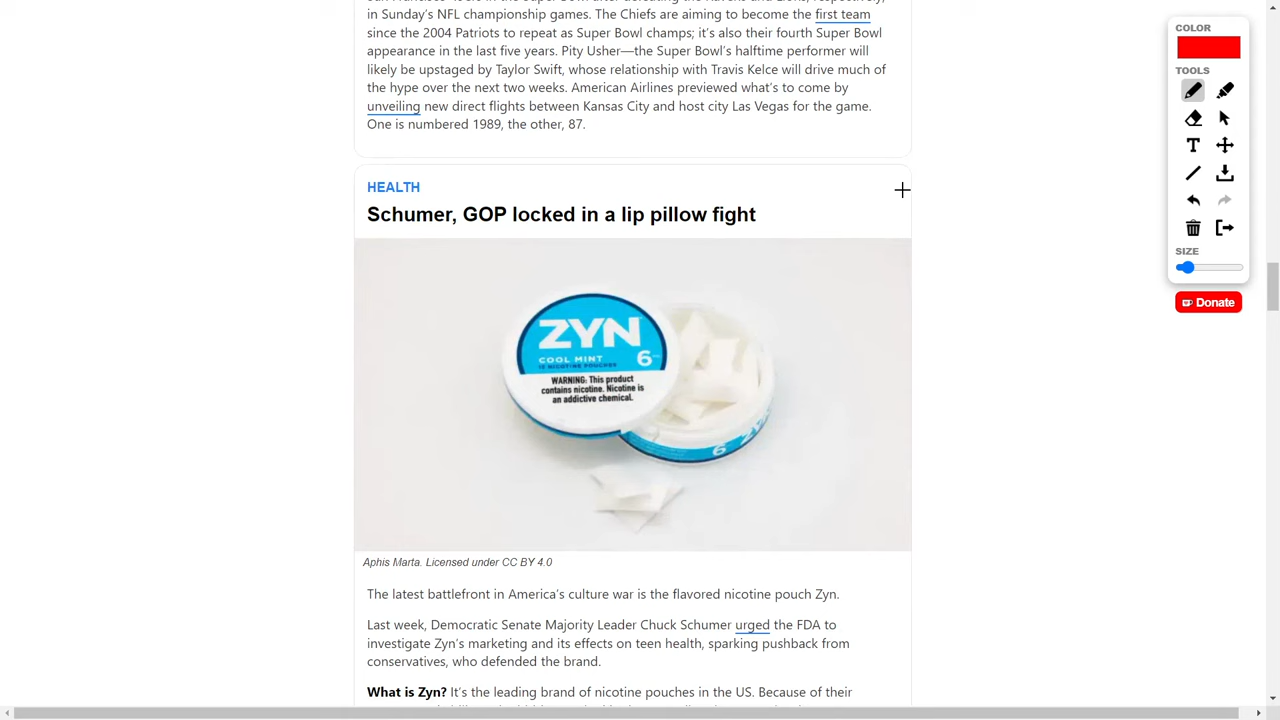 in Sunday’s NFL championship games. The Chiefs are aiming to become the first team
since the 2004 Patriots to repeat as Super Bowl champs; it’s also their fourth Super Bowl
appearance in the last five years. Pity Usher—the Super Bowl’s halftime performer will
likely be upstaged by Taylor Swift, whose relationship with Travis Kelce will drive much of
the hype over the next two weeks. American Airlines previewed what’s to come by
unveiling new direct flights between Kansas City and host city Las Vegas for the game.
One is numbered 1989, the other, 87.
HEALTH
Schumer, GOP locked in a lip pillow fight
ZYN
COOL MINT
15 NICOTINE POUCHES
6
WARNING: This product
contains nicotine. Nicotine is
an addictive chemical.
6
Aphis Marta. Licensed under CC BY 4.0
The latest battlefront in America’s culture war is the flavored nicotine pouch Zyn.
Last week, Democratic Senate Majority Leader Chuck Schumer urged the FDA to
investigate Zyn’s marketing and its effects on teen health, sparking pushback from
conservatives, who defended the brand.
What is Zyn? It’s the leading brand of nicotine pouches in the US. Because of their
COLOR
TOOLS
T
SIZE
Donate